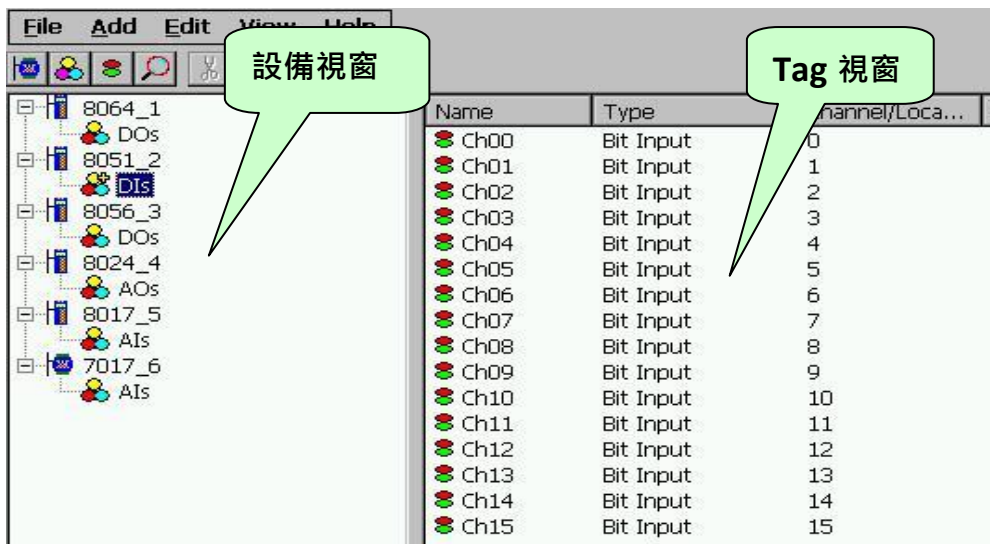 File Add Edit View Help
設備視窗
Tag 視窗
8064_1
DOs
8051_2
DIs
8056_3
DOs
8024_4
AOs
8017_5
AIs
7017_6
AIs
Name Type Channel/Loca...
Ch00 Bit Input 0
Ch01 Bit Input 1
Ch02 Bit Input 2
Ch03 Bit Input 3
Ch04 Bit Input 4
Ch05 Bit Input 5
Ch06 Bit Input 6
Ch07 Bit Input 7
Ch08 Bit Input 8
Ch09 Bit Input 9
Ch10 Bit Input 10
Ch11 Bit Input 11
Ch12 Bit Input 12
Ch13 Bit Input 13
Ch14 Bit Input 14
Ch15 Bit Input 15